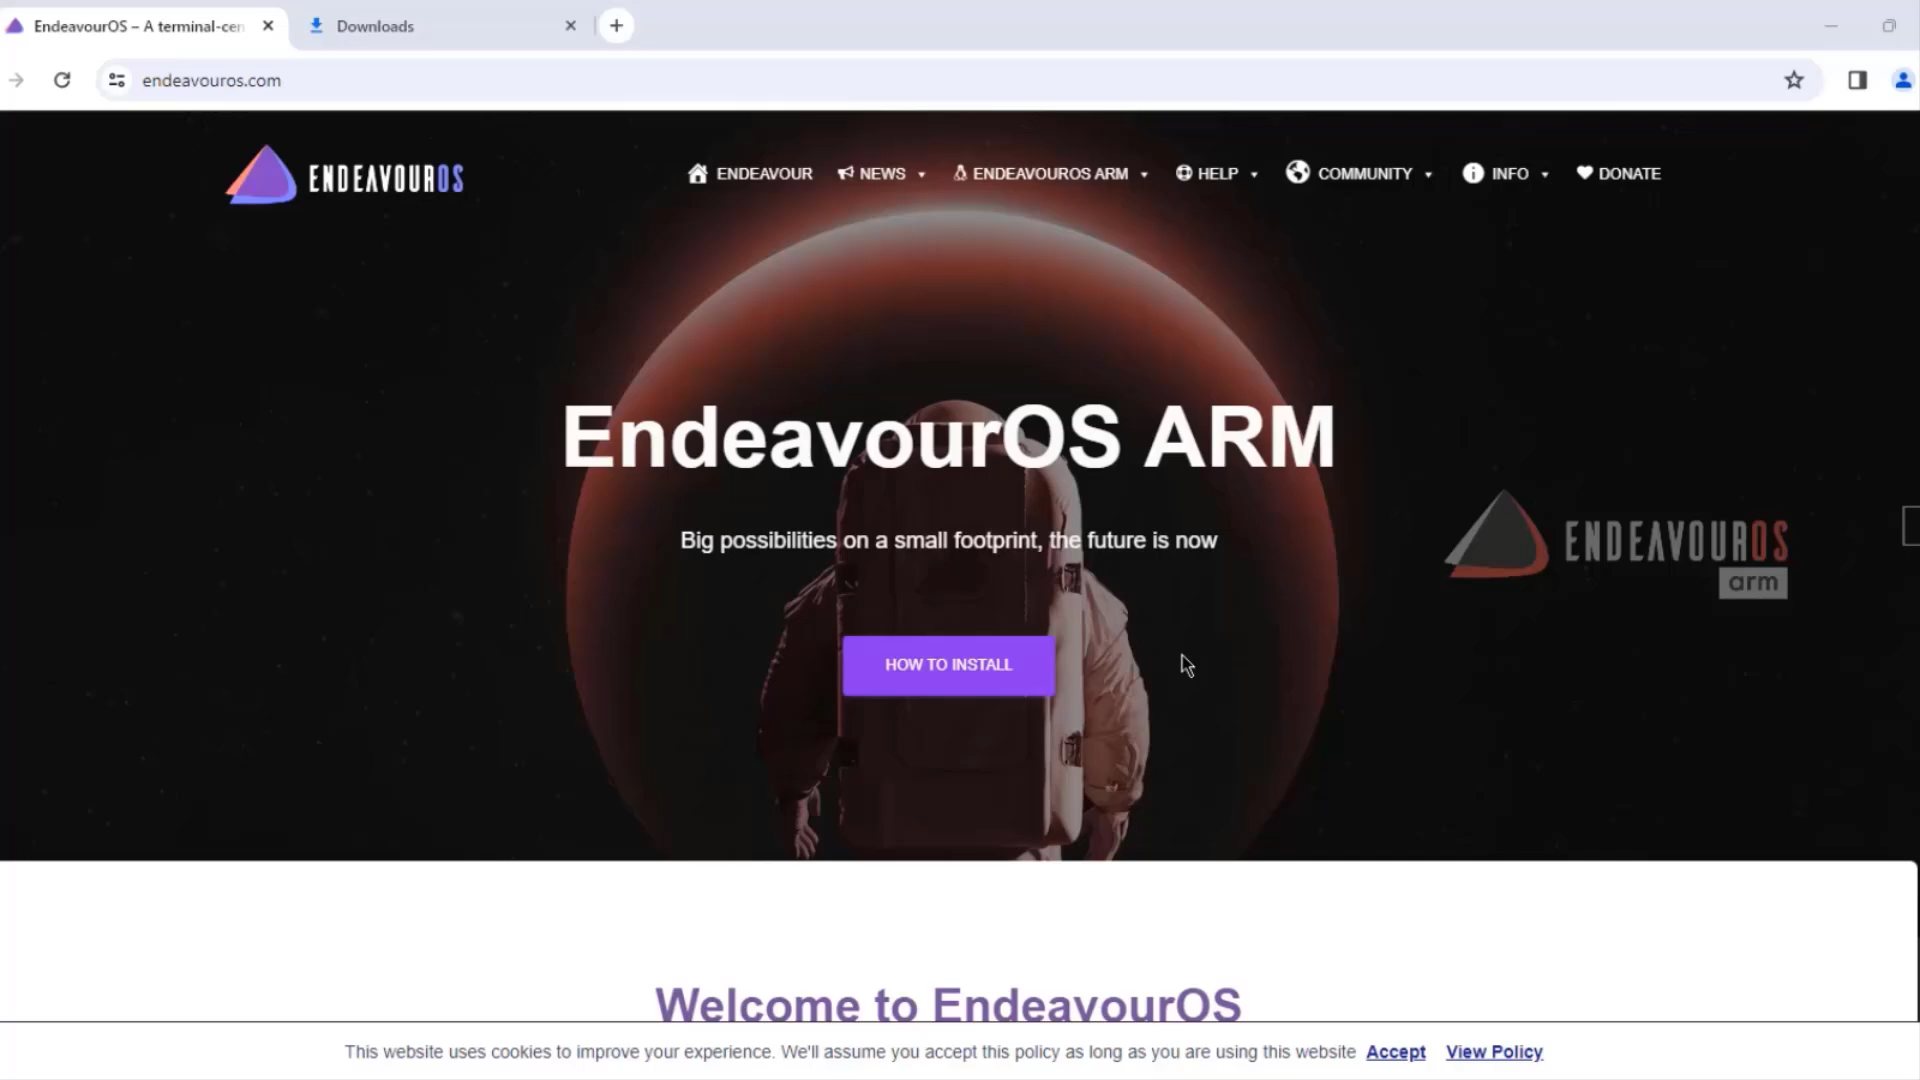 EndeavourOS – A terminal-cen
Downloads
endeavouros.com
ENDEAVOUROS
ENDEAVOUR
NEWS
ENDEAVOUROS ARM
HELP
COMMUNITY
INFO
DONATE
EndeavourOS ARM
Big possibilities on a small footprint, the future is now
ENDEAVOUROS
arm
HOW TO INSTALL
Welcome to EndeavourOS
This website uses cookies to improve your experience. We'll assume you accept this policy as long as you are using this website Accept View Policy